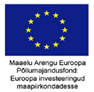 Maaelu Arengu Euroopa
Põllumajandusfond:
Euroopa investeeringud
maapiirkondadesse